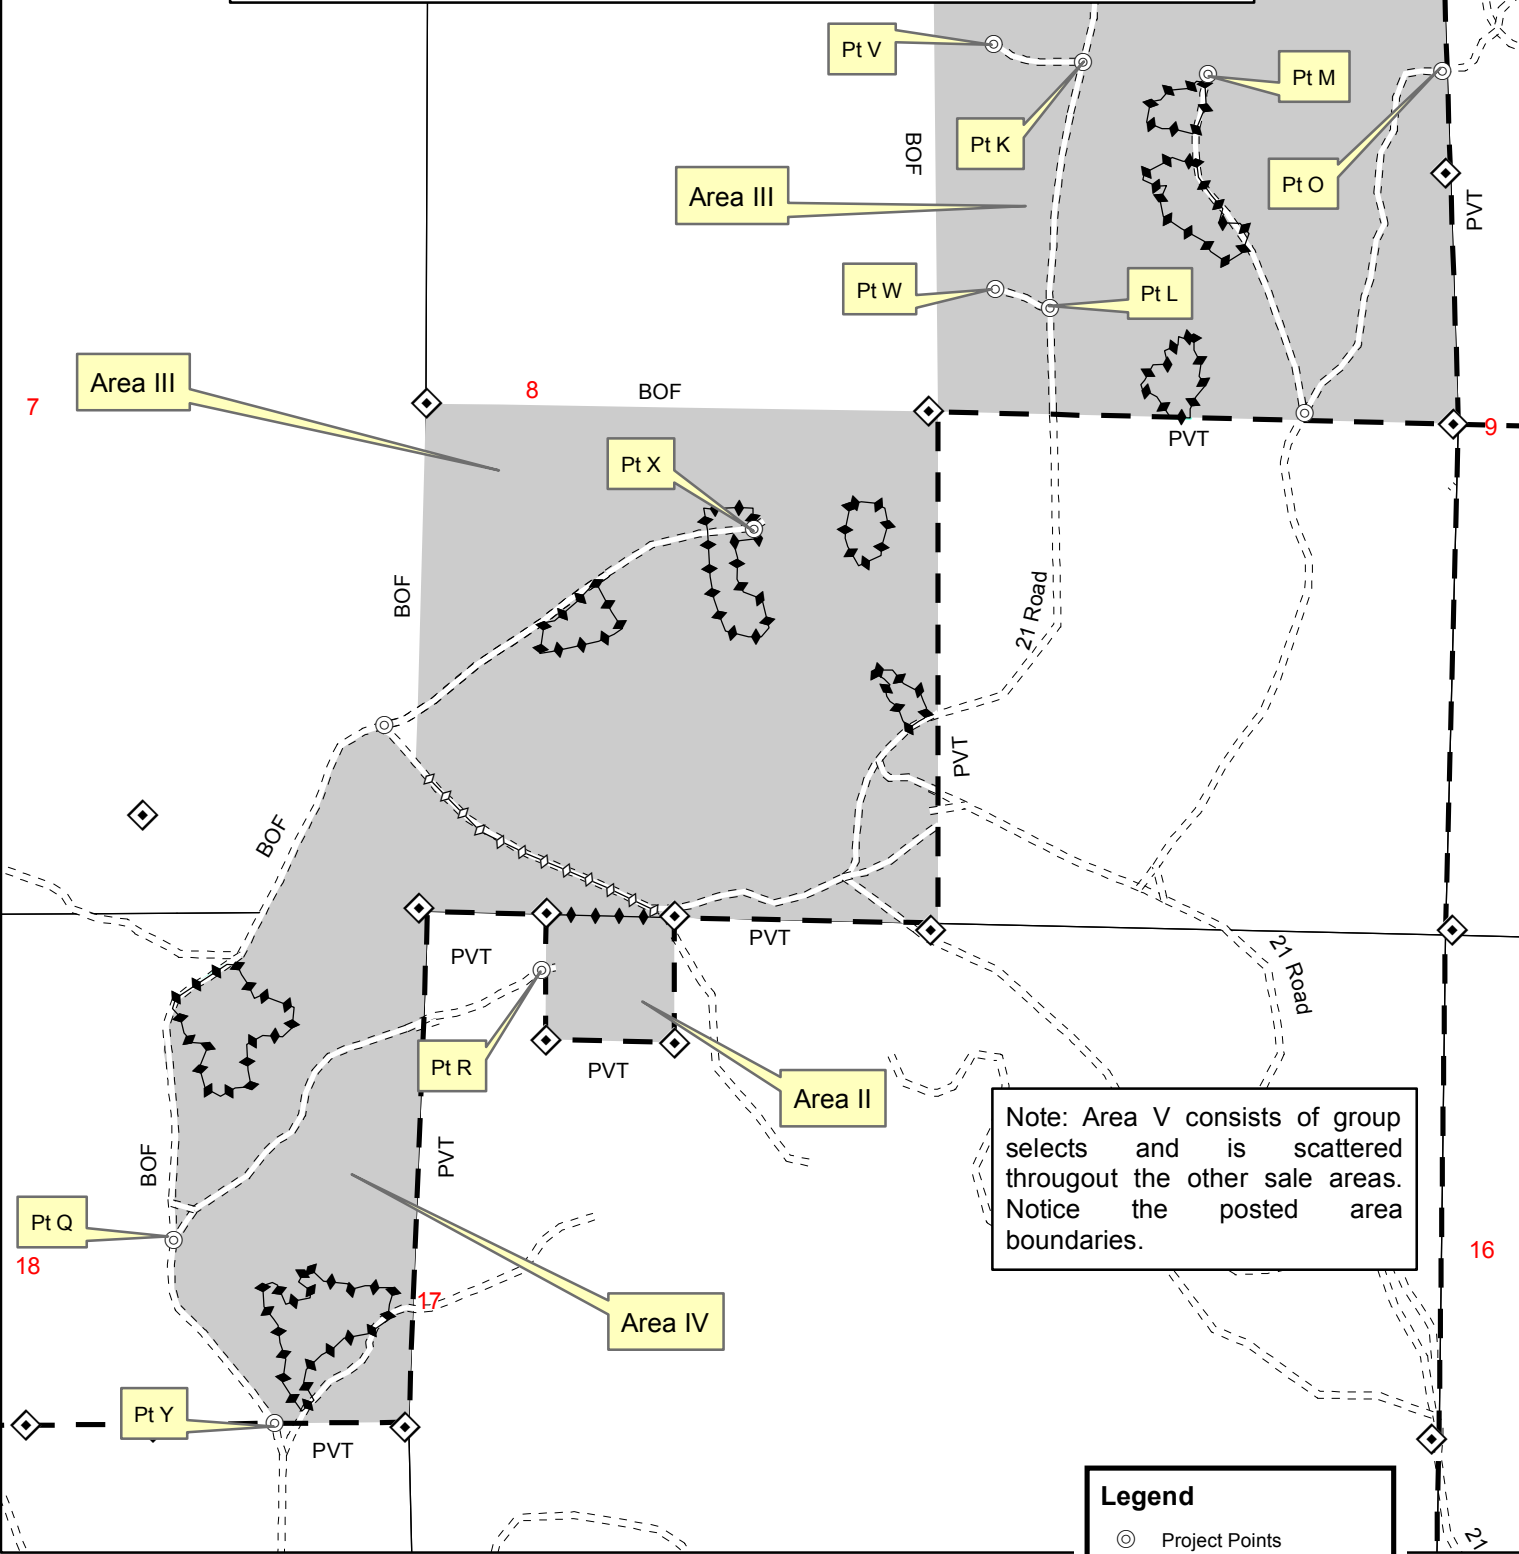 Pt V
Pt M
Pt K
BOF
Pt O
Area III
PVT
Pt W
Pt L
Area III
8
BOF
7
PVT
9
Pt X
BOF
21 Road
PVT
BOF
PVT
PVT
21 Road
Pt R
PVT
Area II
Note: Area V consists of group
selects and is scattered
througout the other sale areas.
Notice the posted area
boundaries.
BOF
PVT
Pt Q
18
16
17
Area IV
Pt Y
PVT
Legend
Project Points
21